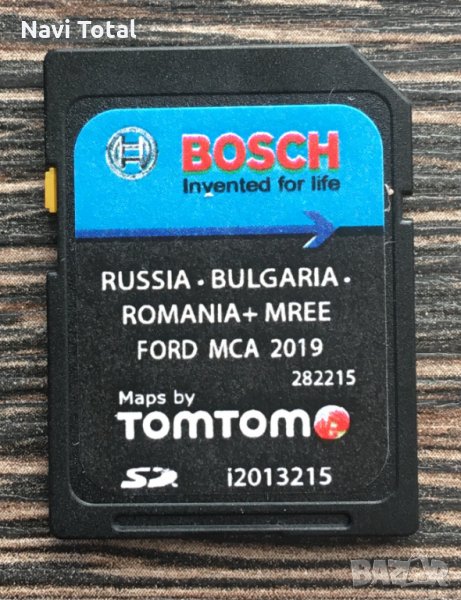 Navi Total
BOSCH
Invented for life
RUSSIA • BULGARIA •
ROMANIA+ MREE
FORD MCA 2019
282215
Maps by
TOMTOM
SD
i2013215
BAZAR